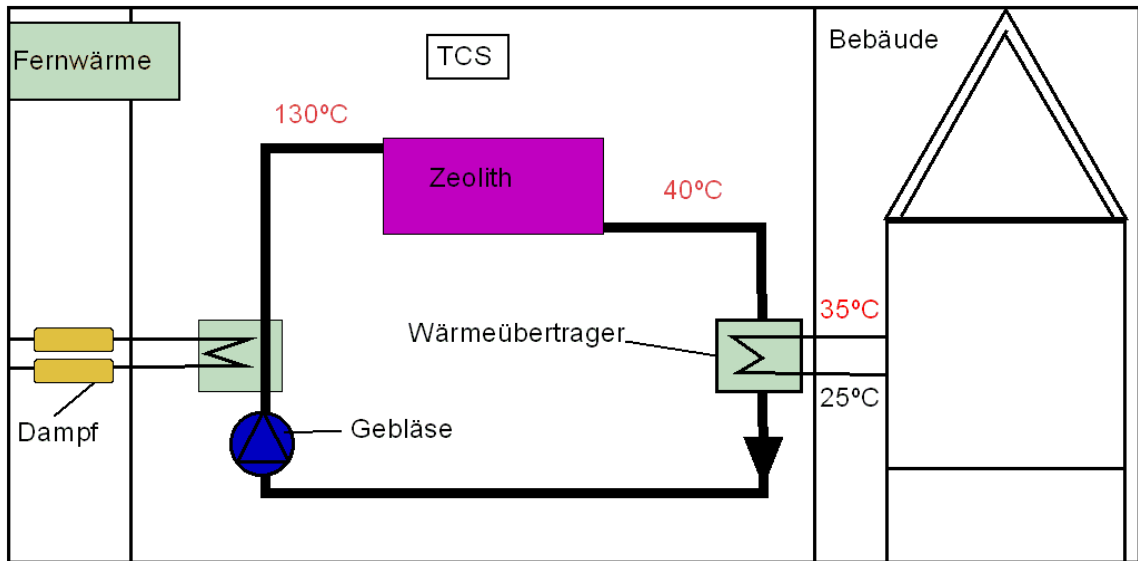 Fernwärme
TCS
Bebäude
130ºC
Zeolith
40ºC
Wärmeübertrager
35ºC
25ºC
Dampf
Gebläse